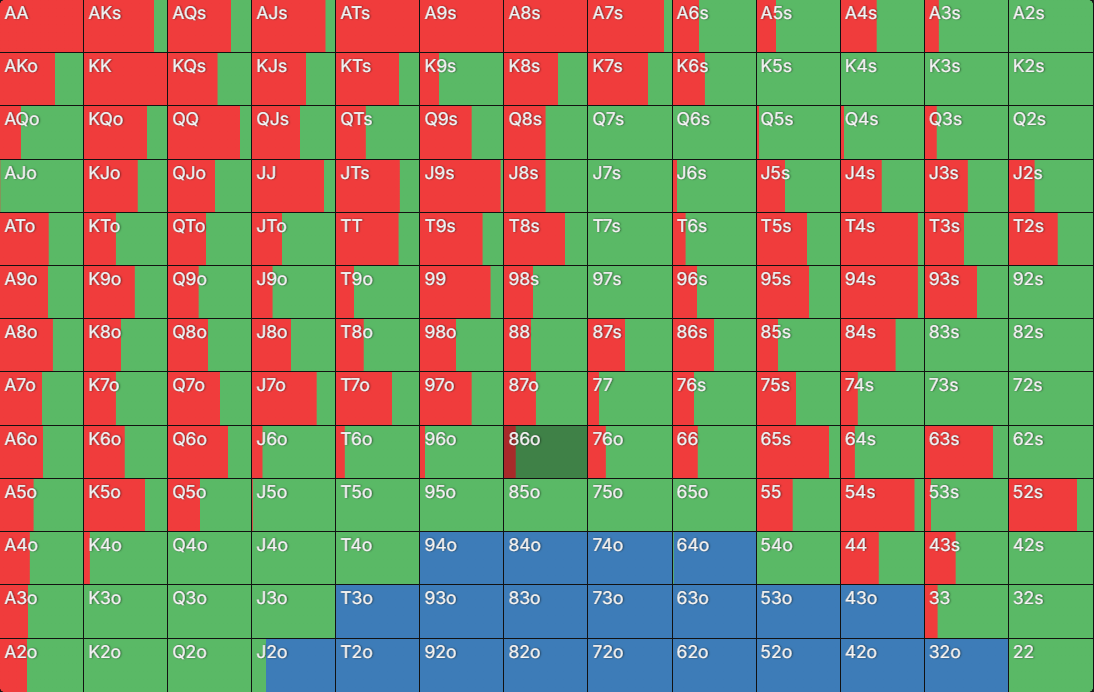 AA AKs AQs AJs ATs A9s A8s A7s A6s A5s A4s A3s A2s
AKo KK KQs KJs KTs K9s K8s K7s K6s K5s K4s K3s K2s
AQo KQo QQ QJs QTs Q9s Q8s Q7s Q6s Q5s Q4s Q3s Q2s
AJo KJo QJo JJ JTs J9s J8s J7s J6s J5s J4s J3s J2s
ATo KTo QTo JTo TT T9s T8s T7s T6s T5s T4s T3s T2s
A9o K9o Q9o J9o T9o 99 98s 97s 96s 95s 94s 93s 92s
A8o K8o Q8o J8o T8o 98o 88 87s 86s 85s 84s 83s 82s
A7o K7o Q7o J7o T7o 97o 87o 77 76s 75s 74s 73s 72s
A6o K6o Q6o J6o T6o 96o 86o 76o 66 65s 64s 63s 62s
A5o K5o Q5o J5o T5o 95o 85o 75o 65o 55 54s 53s 52s
A4o K4o Q4o J4o T4o 94o 84o 74o 64o 54o 44 43s 42s
A3o K3o Q3o J3o T3o 93o 83o 73o 63o 53o 43o 33 32s
A2o K2o Q2o J2o T2o 92o 82o 72o 62o 52o 42o 32o 22